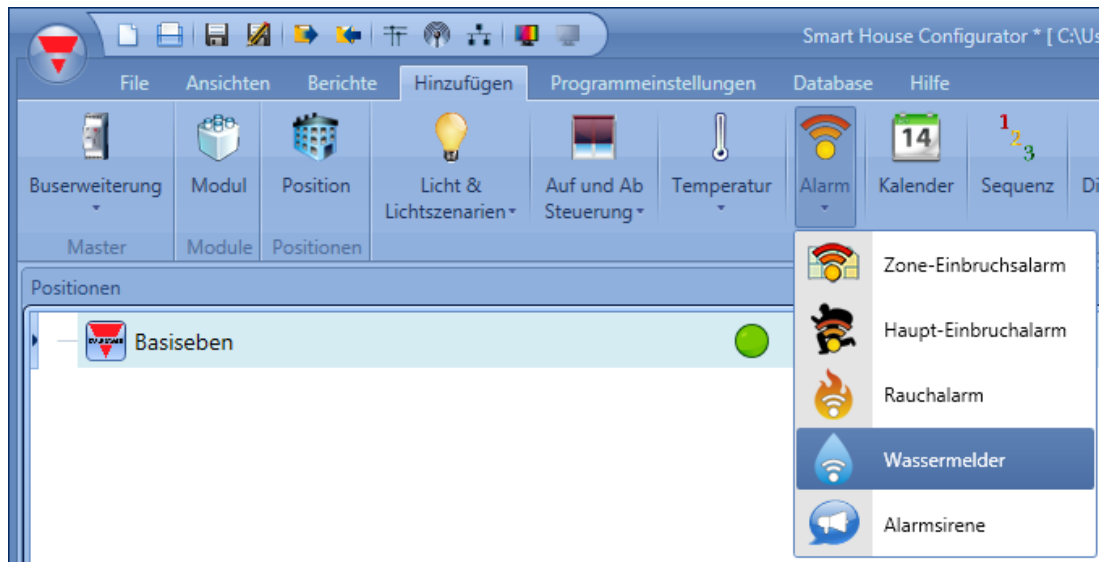 Smart House Configurator * [ C:\Us
File Ansichten Berichte Hinzufügen Programmeinstellungen Database Hilfe
14
1 2 3
Buserweiterung Modul Position Licht & Lichtszenarien Auf und Ab Steuerung Temperatur Alarm Kalender Sequenz Di
Master Module Positionen
Positionen
Basiseben
Zone-Einbruchsalarm
Haupt-Einbruchalarm
Rauchalarm
Wassermelder
Alarmsirene